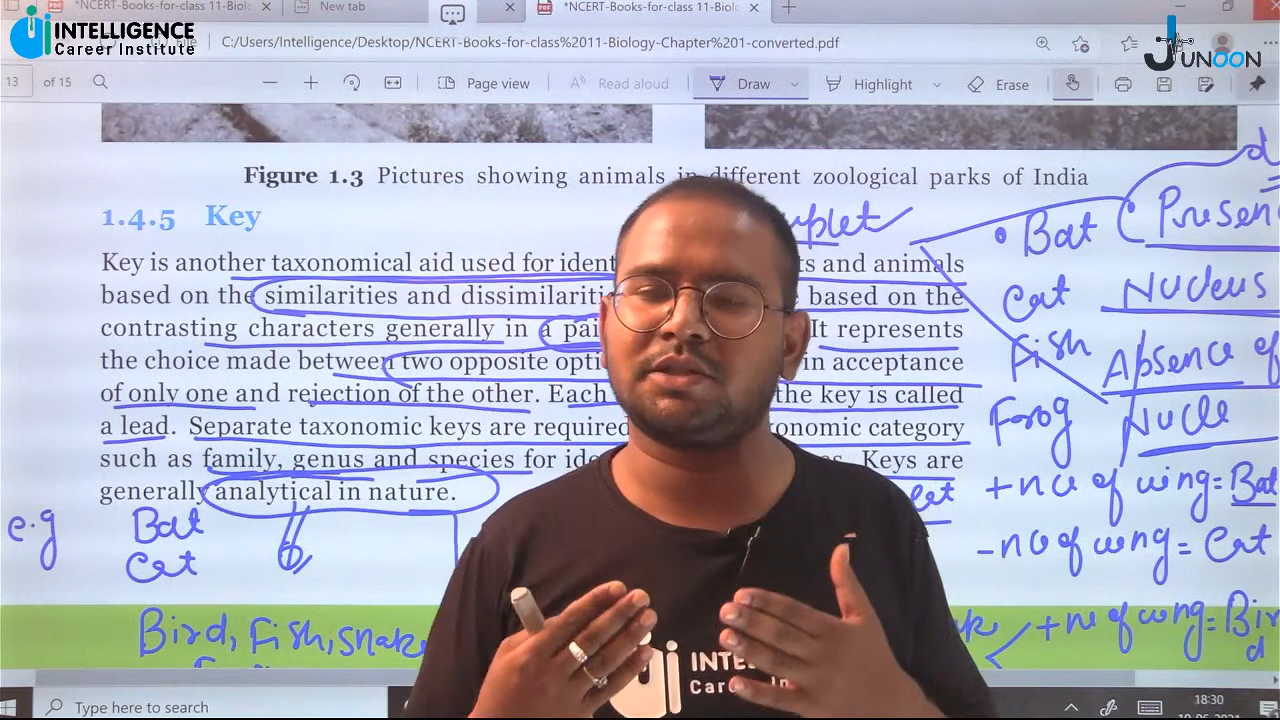 INTELLIGENCE
Career Institute
*NCERT-Books-for class 11-Biol
New tab
*NCERT-Books-for class 11-Biol
JUNOON
C:/Users/Intelligence/Desktop/NCERT-Books-for-class%2011-Biology-Chapter%201-converted.pdf
13 of 15
Page view
Read aloud
Draw
Highlight
Erase
Figure 1.3 Pictures showing animals in different zoological parks of India
1.4.5 Key
Key is another taxonomical aid used for ident ts and animals
based on the similarities and dissimilariti based on the
contrasting characters generally in a pai It represents
the choice made between two opposite opti in acceptance
of only one and rejection of the other. Each the key is called
a lead. Separate taxonomic keys are required onomic category
such as family, genus and species for ide Keys are
generally analytical in nature.
e.g Bat
Cat
Bird, Fish, snake
Bat
Cat
Fish
Frog
Presen
Nucleus
Absence of
Nucle
+nce of wing = Bat
-nce of wing = Cat
+nce of wing = Bir
d
INTE
Career In
Type here to search
18:30